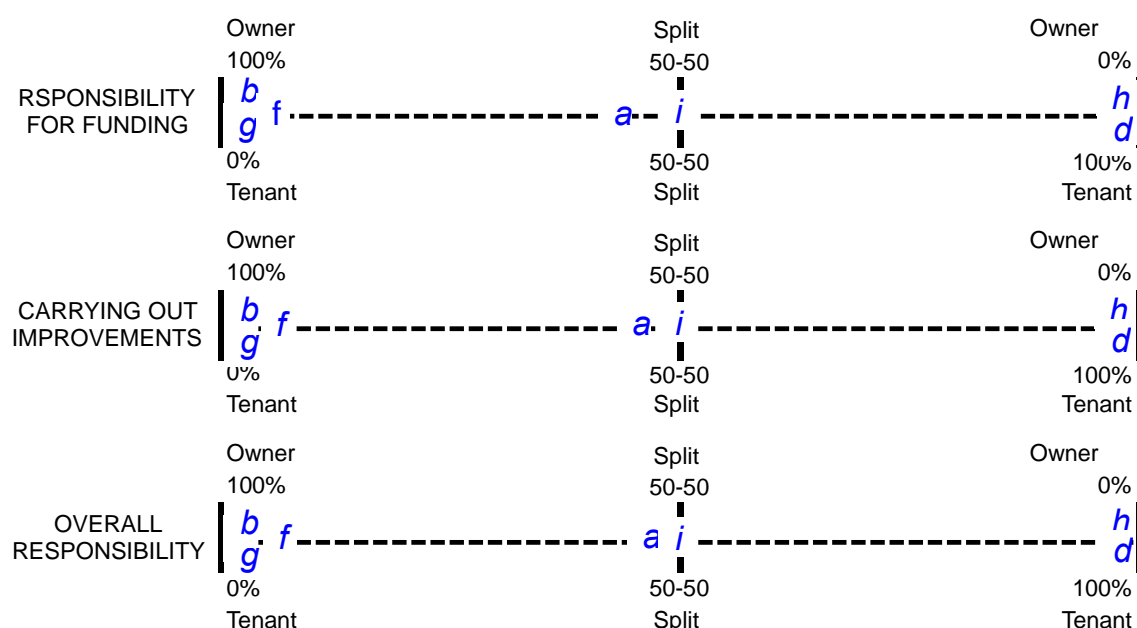 Owner Split Owner
100% 50-50 0%
RSPONSIBILITY
FOR FUNDING
b
g f a i h
d
0% 50-50 100%
Tenant Split Tenant
Owner Split Owner
100% 50-50 0%
CARRYING OUT
IMPROVEMENTS
b
g f a i h
d
0% 50-50 100%
Tenant Split Tenant
Owner Split Owner
100% 50-50 0%
OVERALL
RESPONSIBILITY
b
g f a i h
d
0% 50-50 100%
Tenant Split Tenant